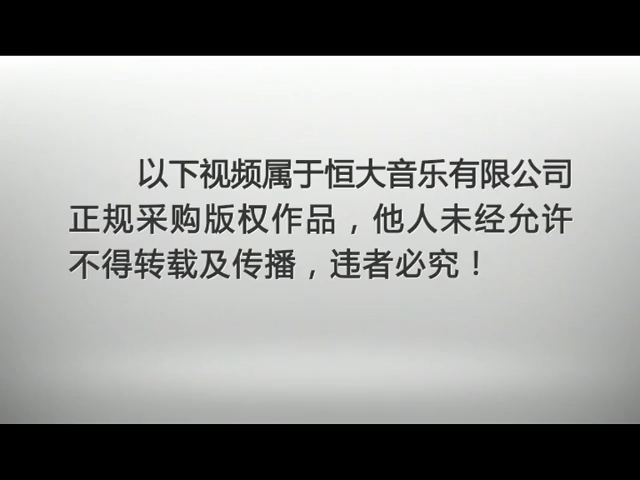 以下视频属于恒大音乐有限公司
正规采购版权作品，他人未经允许
不得转载及传播，违者必究！